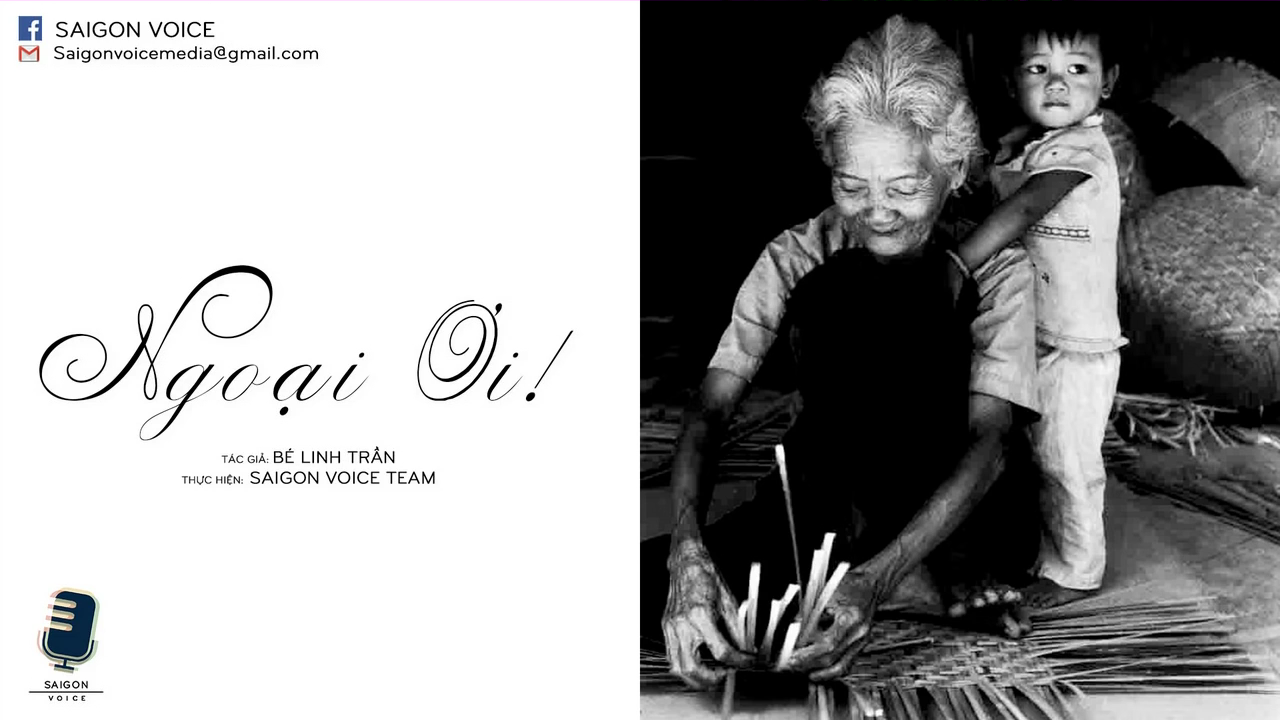 SAIGON VOICE
Saigonvoicemedia@gmail.com
Ngoại Ơi!
TÁC GIẢ: BÉ LINH TRẦN
THỰC HIỆN: SAIGON VOICE TEAM
SAIGON
VOICE